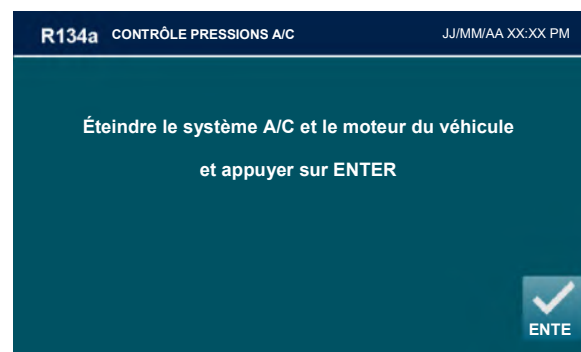 R134a CONTRÔLE PRESSIONS A/C JJ/MM/AA XX:XX PM
Éteindre le système A/C et le moteur du véhicule
et appuyer sur ENTER
ENTE